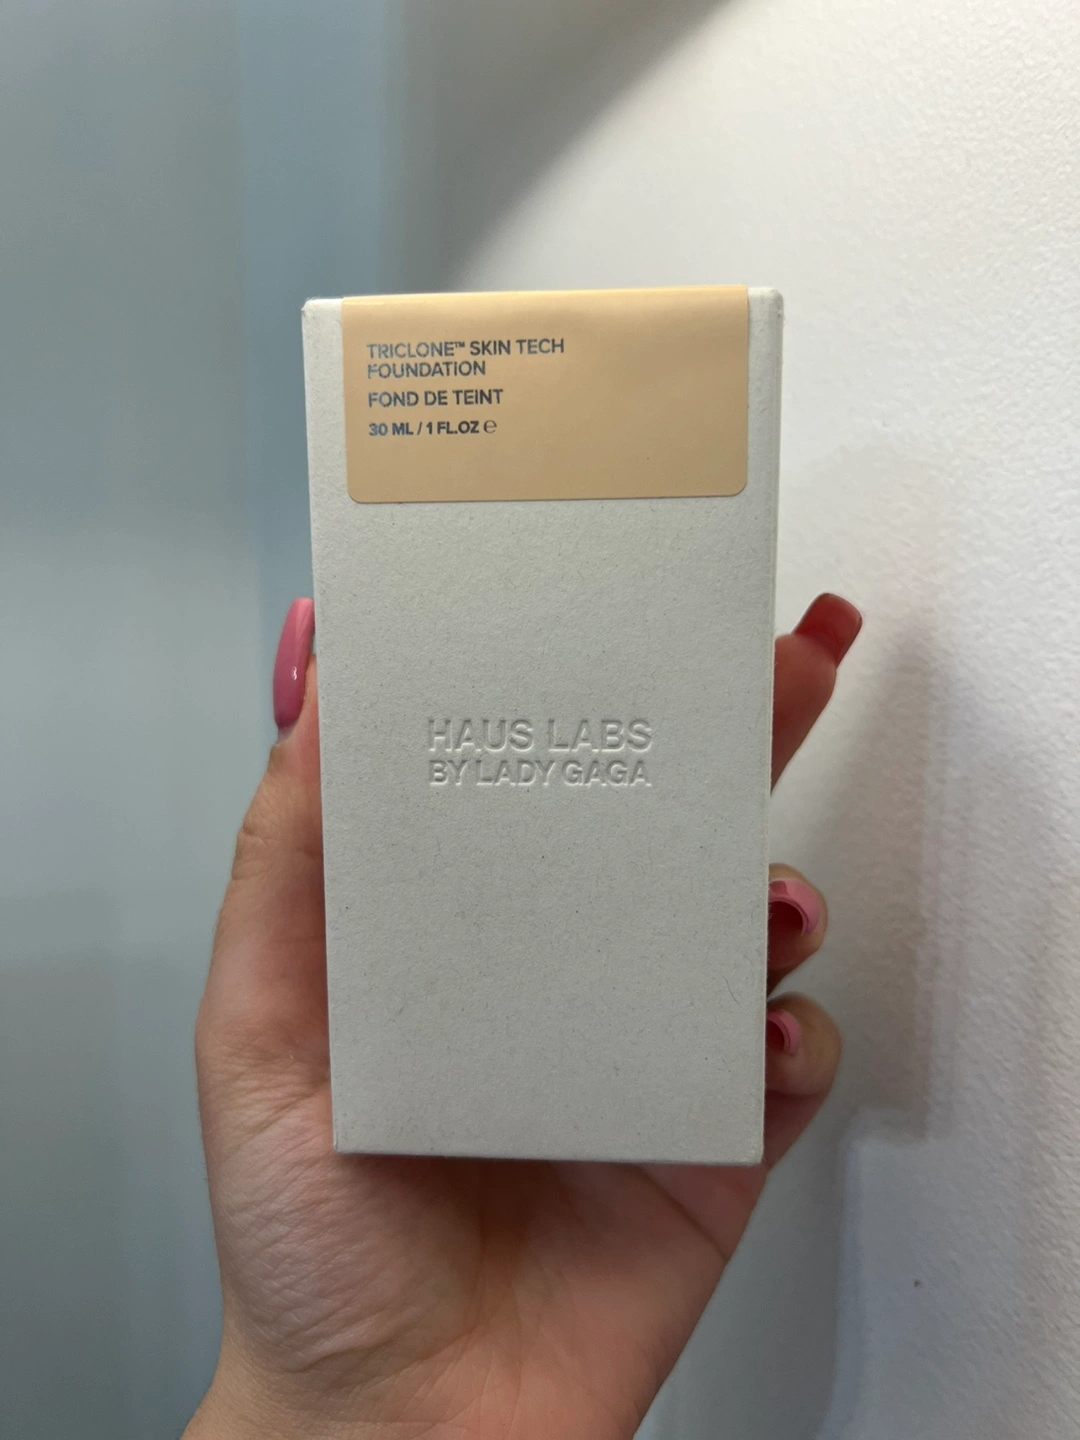 TRICLONE™ SKIN TECH
FOUNDATION
FOND DE TEINT
30 ML / 1 FL.OZ ℮
HAUS LABS
BY LADY GAGA